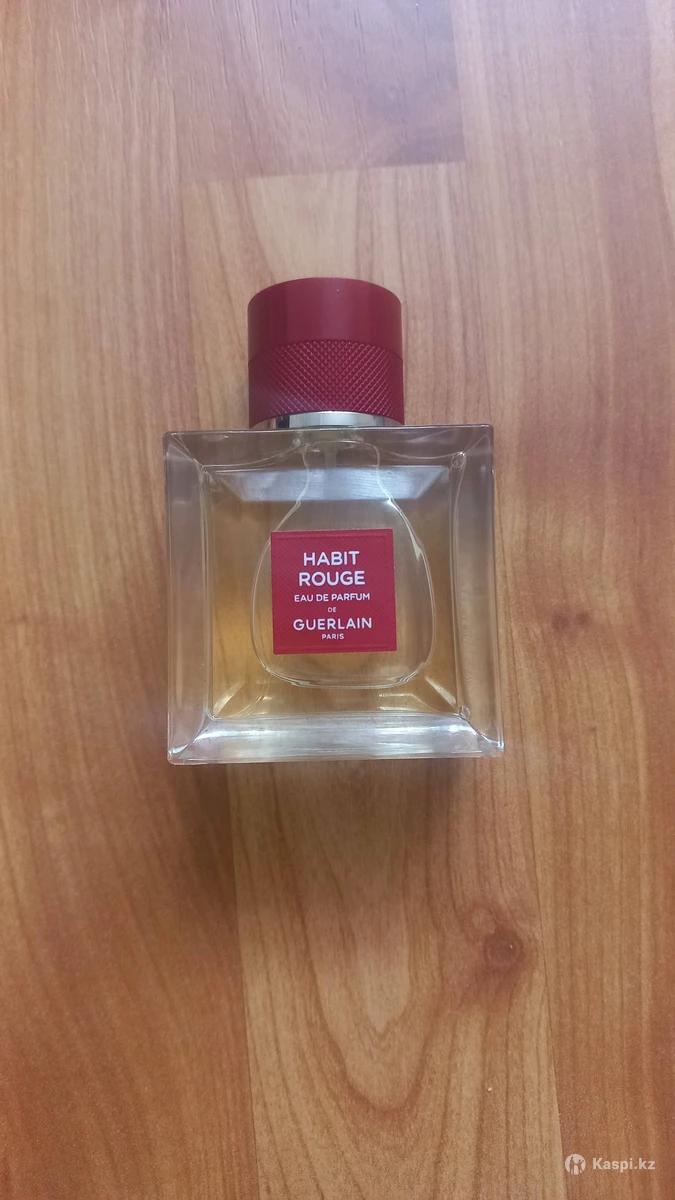 HABIT
ROUGE
EAU DE PARFUM
DE
GUERLAIN
PARIS
Kaspi.kz